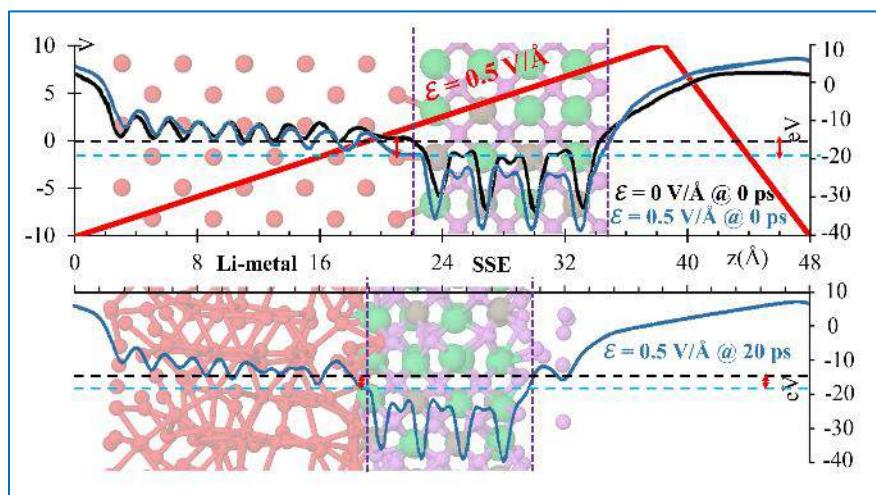 10
5
0
-5
-10
V
ℰ = 0.5 V/Å
10
0
-10
-20
-30
-40
eV
ℰ = 0 V/Å @ 0 ps
ℰ = 0.5 V/Å @ 0 ps
0 8 Li-metal 16 24 SSE 32 z(Å) 40 48
ℰ = 0.5 V/Å @ 20 ps
10
0
-10
-20
-30
-40
eV